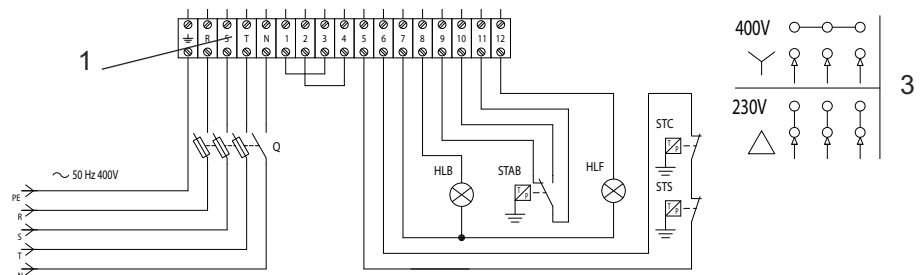 R S T N 1 2 3 4 5 6 7 8 9 10 11 12
1
Q
50 Hz 400V
PE
R
S
T
N
HLB
STAB
T P
HLF
STC
T P
STS
T P
400V
230V
3